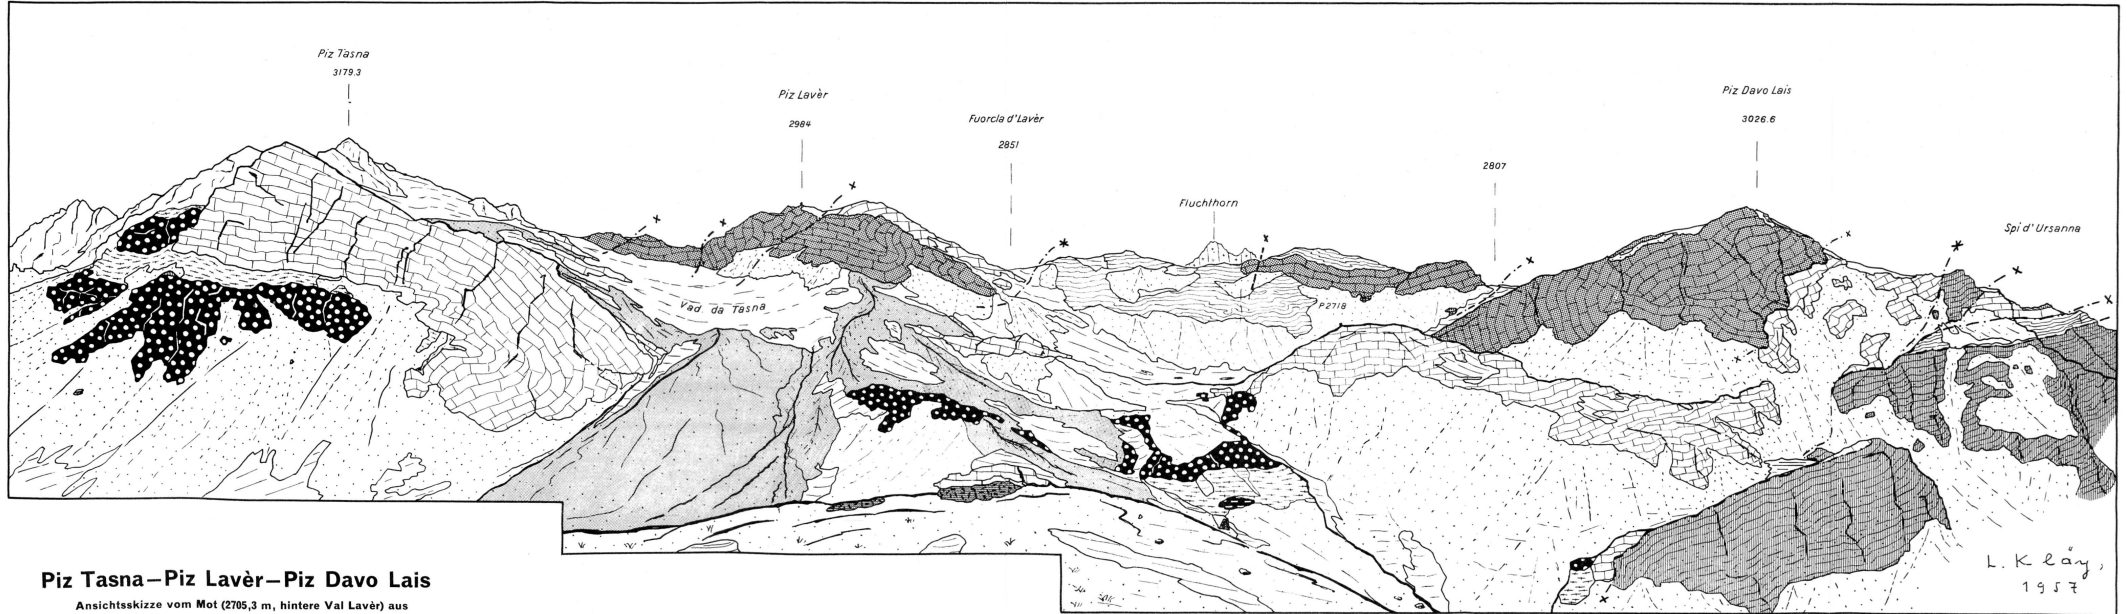 Piz Tasna
3179.3
Piz Lavèr
2984
Fuorcla d'Lavèr
2851
Fluchthorn
2807
Piz Davo Lais
3026.6
Spi d'Ursanna
Vad. da Tasna
P2718
L. Kläy,
1957
Piz Tasna—Piz Lavèr—Piz Davo Lais
Ansichtsskizze vom Mot (2705,3 m, hintere Val Lavèr) aus